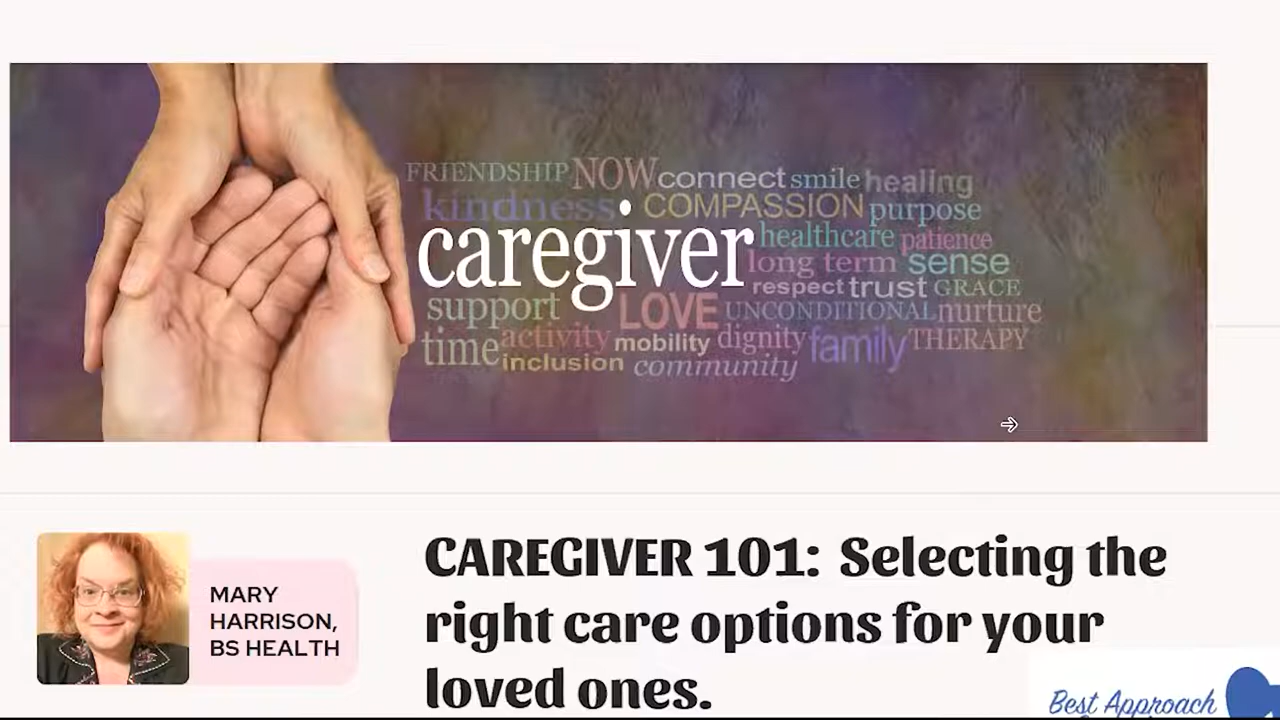 FRIENDSHIP NOW connect smile healing
kindness COMPASSION purpose
caregiver healthcare patience
long term sense
respect trust GRACE
support LOVE UNCONDITIONAL nurture
time activity mobility dignity family THERAPY
inclusion community
MARY
HARRISON,
BS HEALTH
CAREGIVER 101: Selecting the
right care options for your
loved ones.
Best Approach